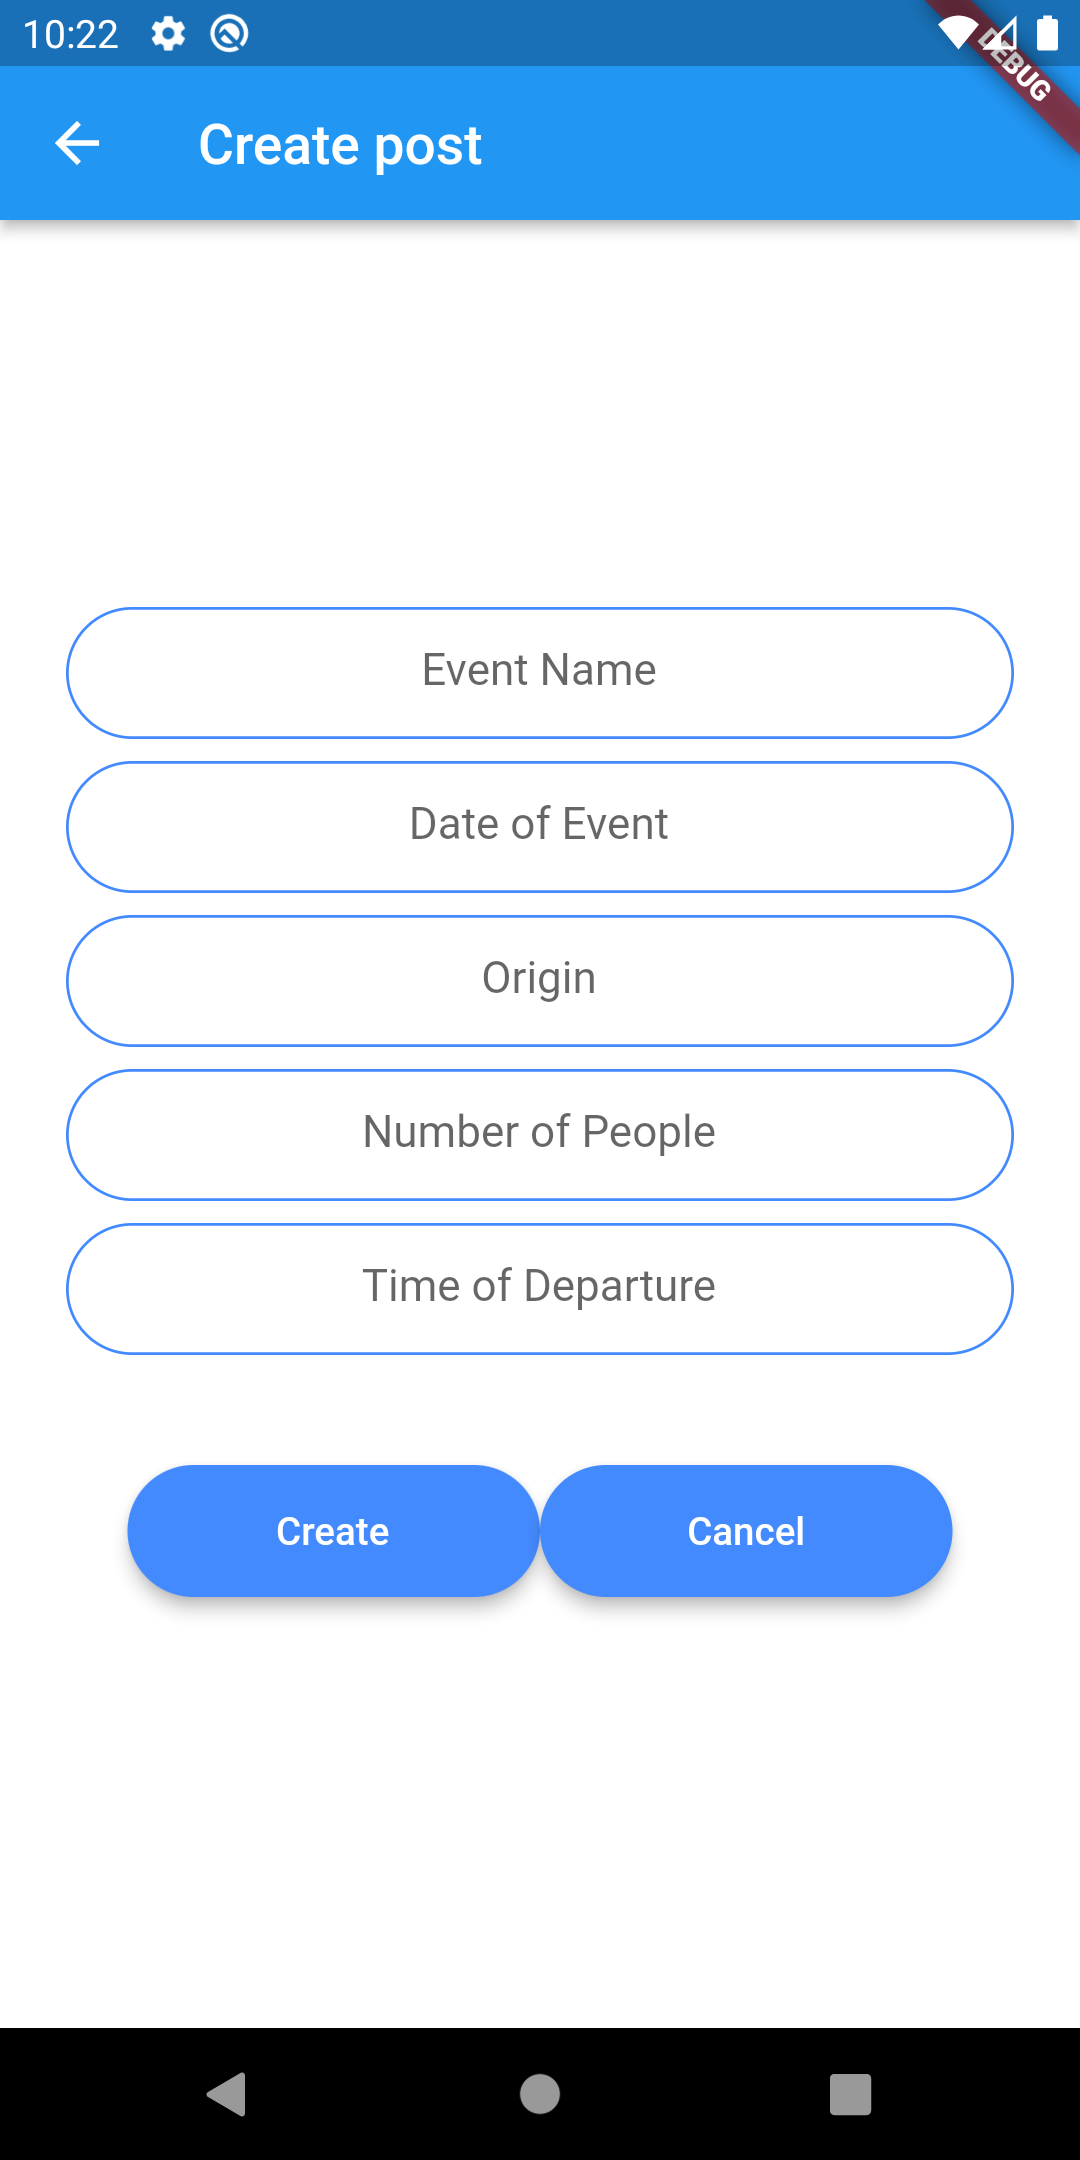 10:22
DEBUG
Create post
Event Name
Date of Event
Origin
Number of People
Time of Departure
Create
Cancel